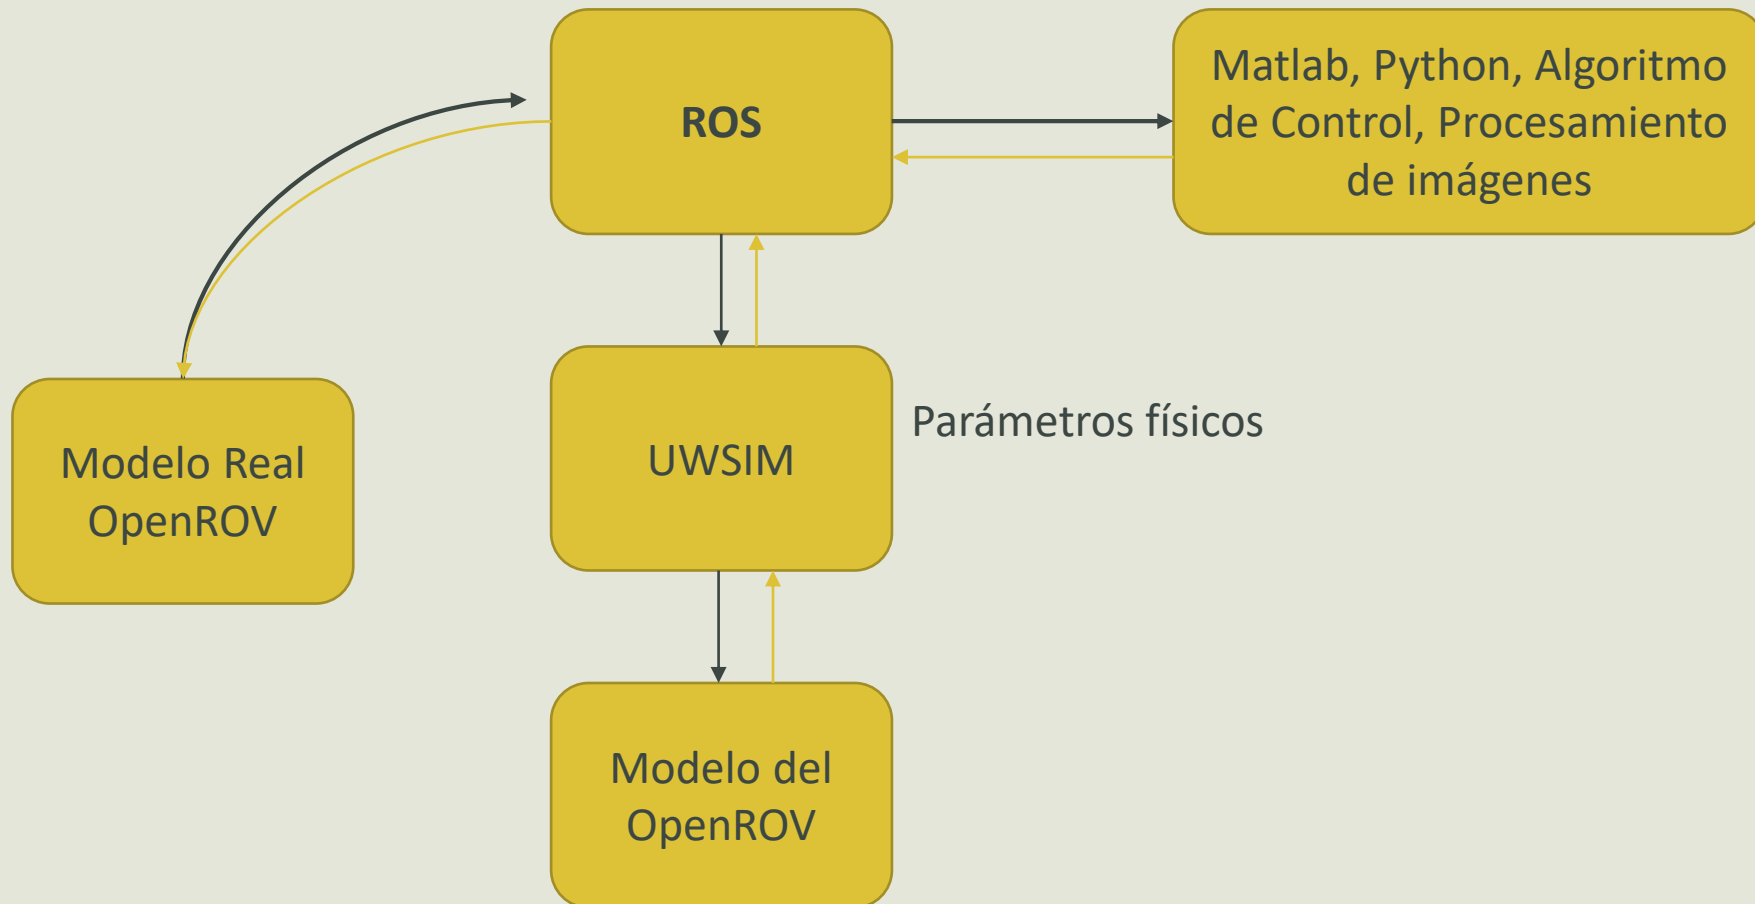 ROS
Matlab, Python, Algoritmo
de Control, Procesamiento
de imágenes
Modelo Real
OpenROV
UWSIM
Parámetros físicos
Modelo del
OpenROV